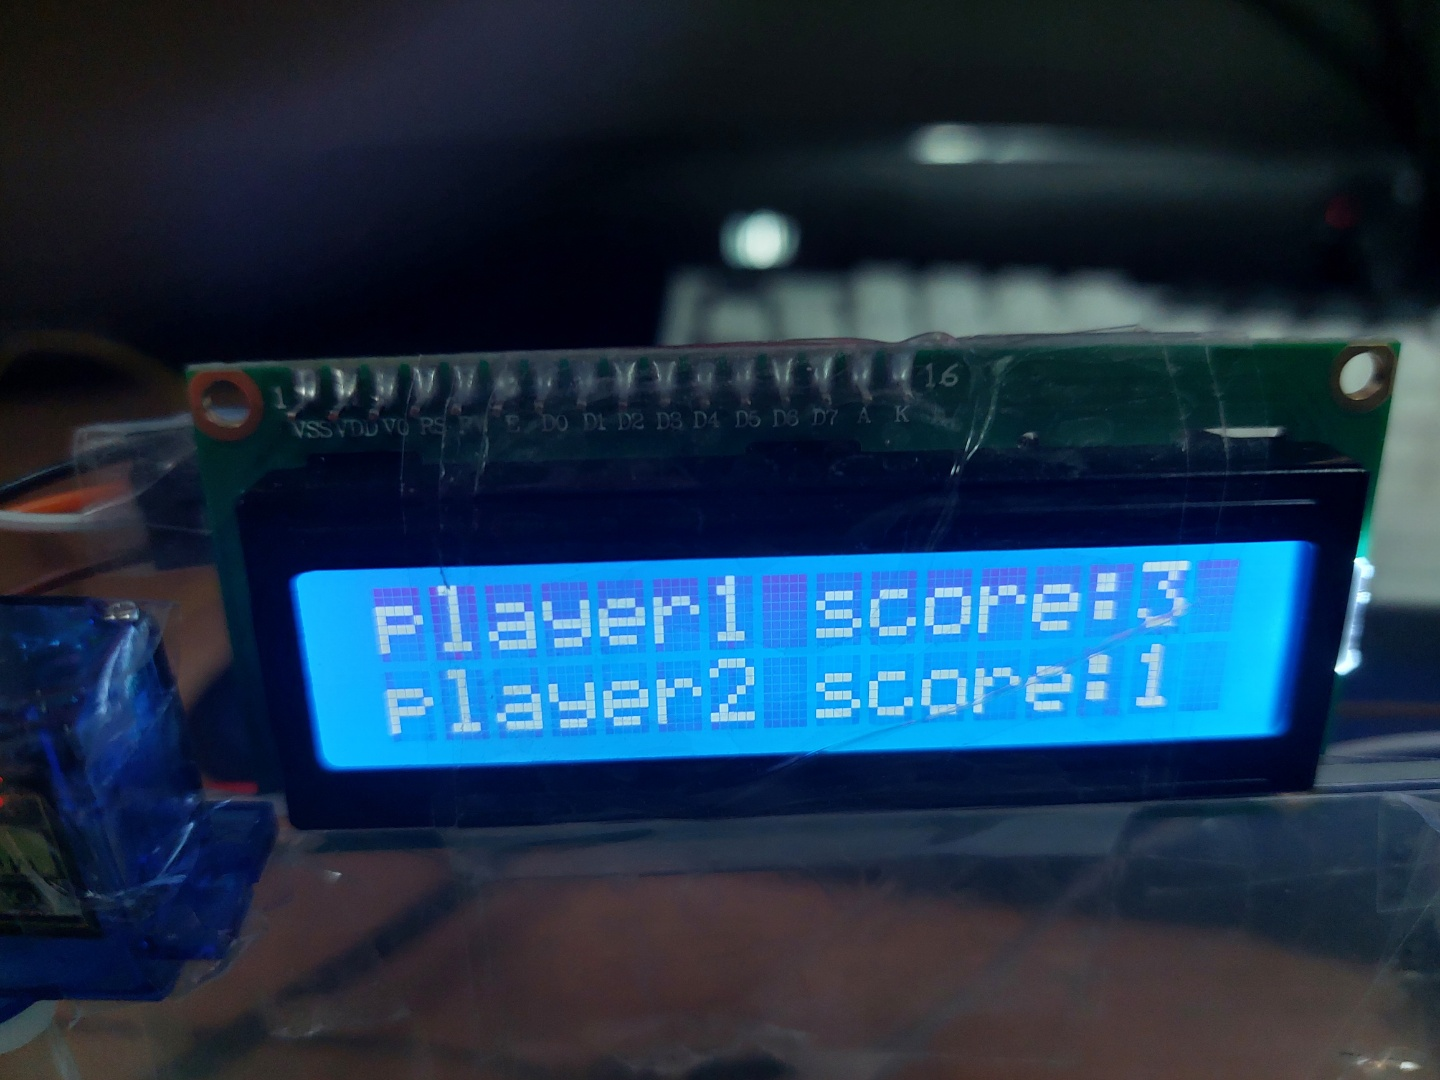 1 16
VSS VDD V0 RS E D0 D1 D2 D3 D4 D5 D6 D7 A K
player1 score:3
player2 score:1